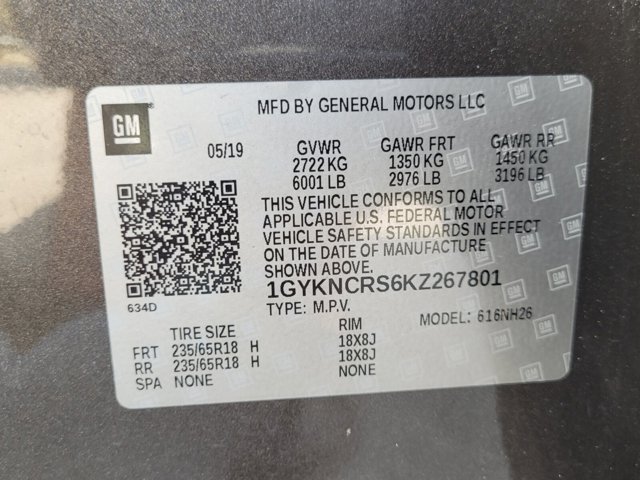 GM
MFD BY GENERAL MOTORS LLC
05/19
GVWR GAWR FRT GAWR RR
2722 KG 1350 KG 1450 KG
6001 LB 2976 LB 3196 LB
THIS VEHICLE CONFORMS TO ALL
APPLICABLE U.S. FEDERAL MOTOR
VEHICLE SAFETY STANDARDS IN EFFECT
ON THE DATE OF MANUFACTURE
SHOWN ABOVE.
1GYKNCRS6KZ267801
634D
TYPE: M.P.V. MODEL: 616NH26
TIRE SIZE RIM
FRT 235/65R18 H 18X8J
RR 235/65R18 H 18X8J
SPA NONE NONE